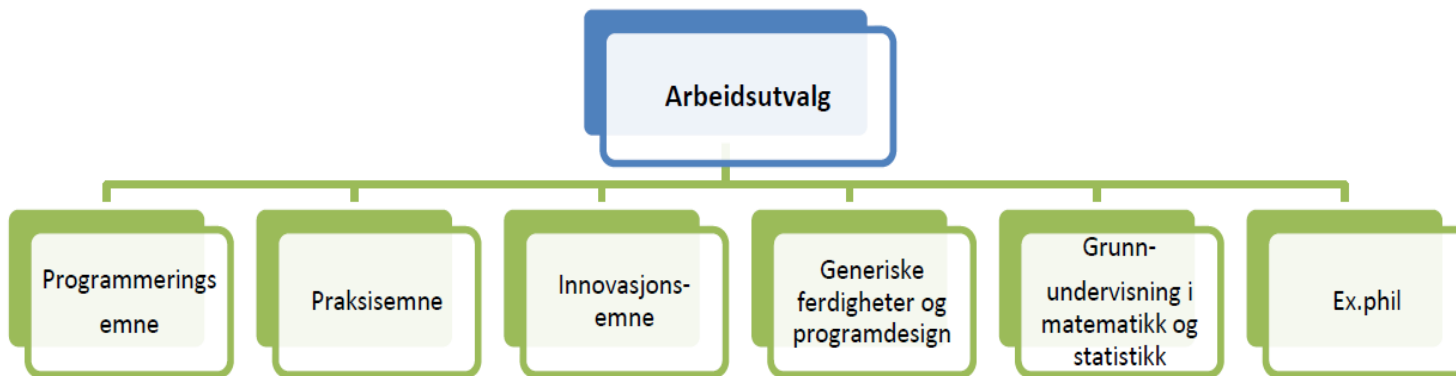 Arbeidsutvalg
Programmerings
emne
Praksisemne
Innovasjons-
emne
Generiske
ferdigheter og
programdesign
Grunn-
undervisning i
matematikk og
statistikk
Ex.phil